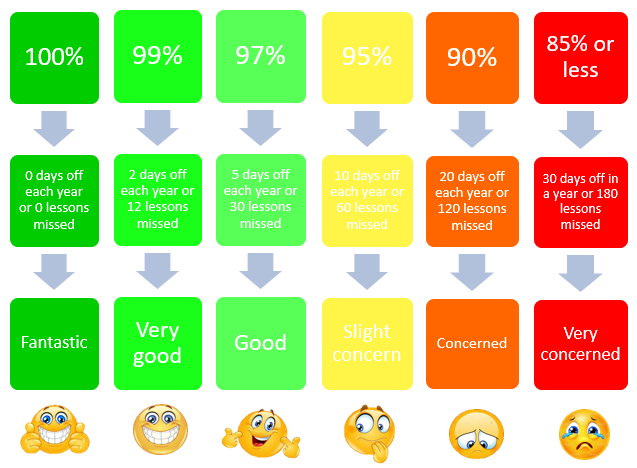 100%
99%
97%
95%
90%
85% or
less
0 days off
each year
or 0 lessons
missed
2 days off
each year or
12 lessons
missed
5 days off
each year or
30 lessons
missed
10 days off
each year or
60 lessons
missed
20 days off
each year or
120 lessons
missed
30 days off in
a year or 180
lessons
missed
Fantastic
Very
good
Good
Slight
concern
Concerned
Very
concerned